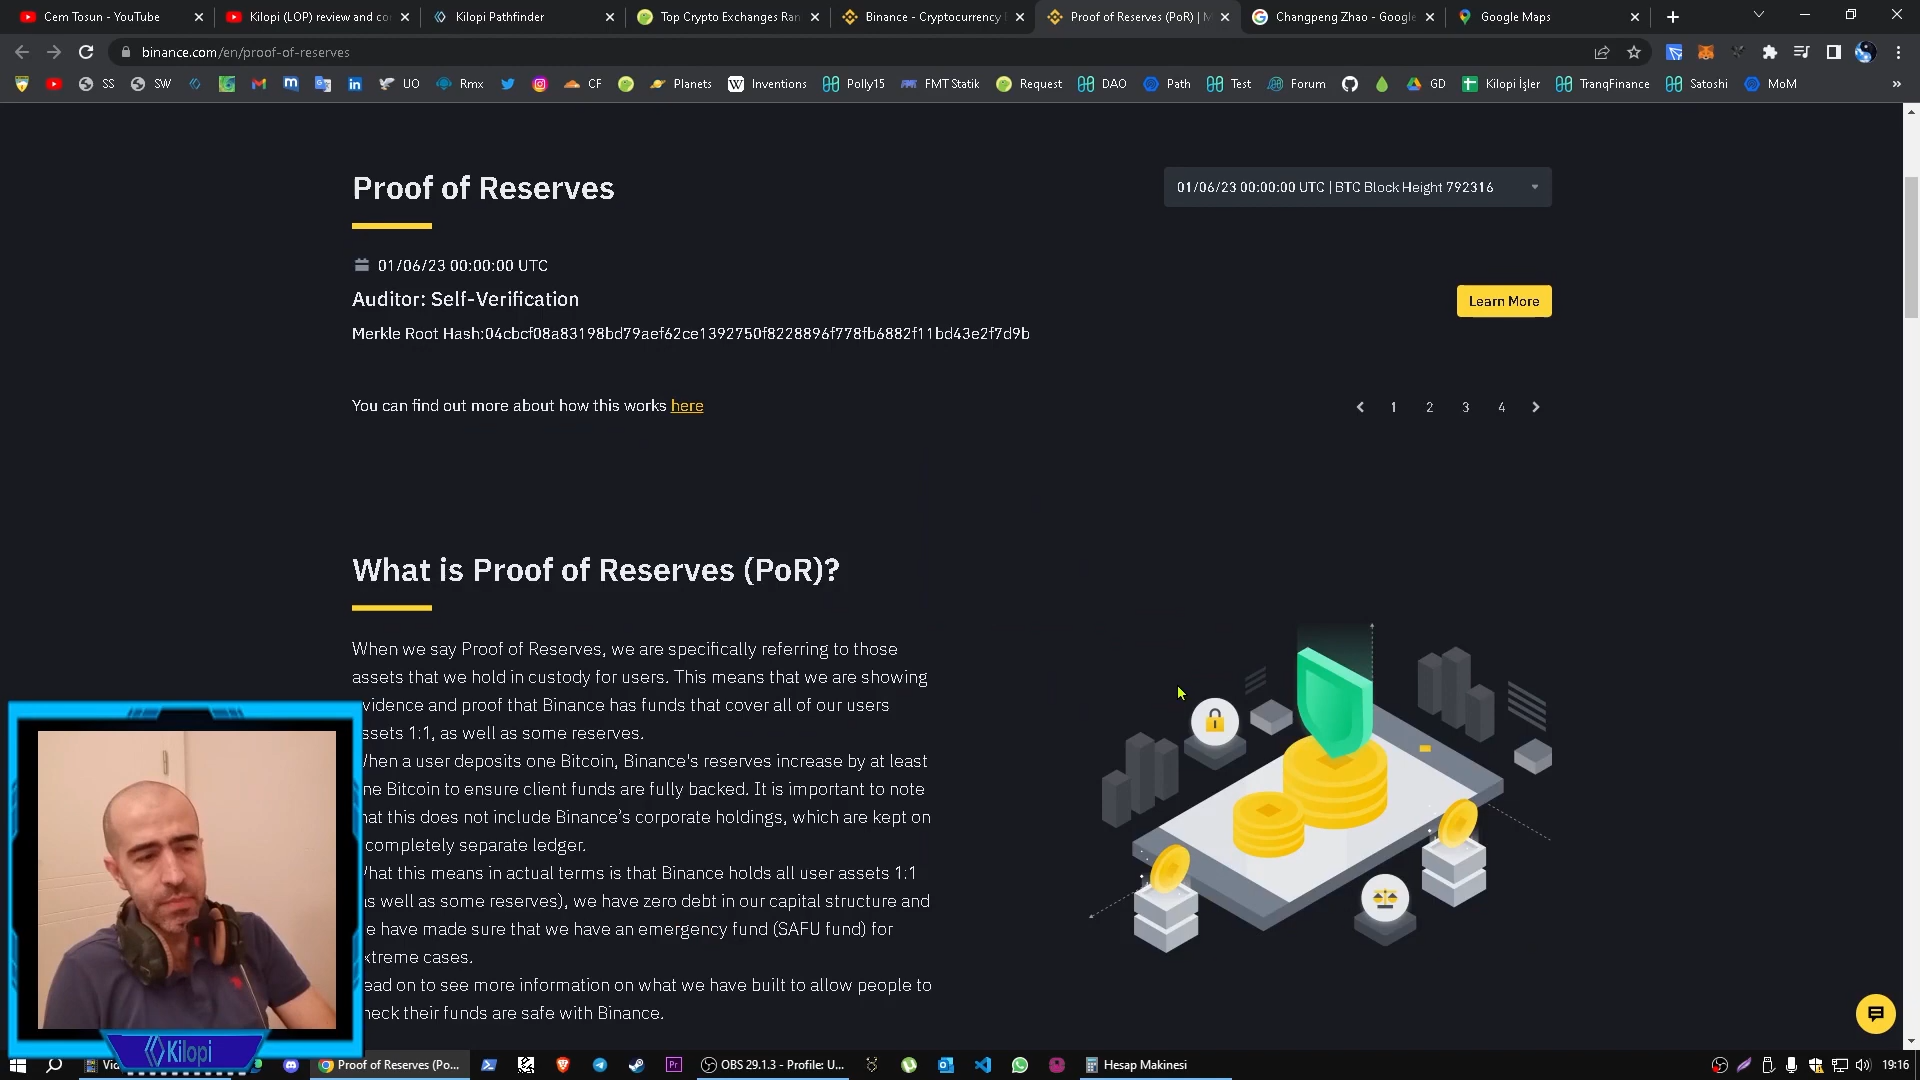 Cem Tosun - YouTube
Kilopi (LOP) review and co
Kilopi Pathfinder
Top Crypto Exchanges Ran
Binance - Cryptocurrency
Proof of Reserves (PoR) |
Changpeng Zhao - Google
Google Maps
binance.com/en/proof-of-reserves
SS
SW
UO
Rmx
CF
Planets
Inventions
Polly15
FMT Statik
Request
DAO
Path
Test
Forum
GD
Kilopi İşler
TranqFinance
Satoshi
MoM
Proof of Reserves
01/06/23 00:00:00 UTC | BTC Block Height 792316
01/06/23 00:00:00 UTC
Auditor: Self-Verification
Learn More
Merkle Root Hash:04cbcf08a83198bd79aef62ce1392750f8228896f778fb6882f11bd43e2f7d9b
You can find out more about how this works here
1 2 3 4
What is Proof of Reserves (PoR)?
When we say Proof of Reserves, we are specifically referring to those
assets that we hold in custody for users. This means that we are showing
vidence and proof that Binance has funds that cover all of our users
ssets 1:1, as well as some reserves.
hen a user deposits one Bitcoin, Binance's reserves increase by at least
ne Bitcoin to ensure client funds are fully backed. It is important to note
hat this does not include Binance's corporate holdings, which are kept on
completely separate ledger.
hat this means in actual terms is that Binance holds all user assets 1:1
as well as some reserves), we have zero debt in our capital structure and
e have made sure that we have an emergency fund (SAFU fund) for
xtreme cases.
ead on to see more information on what we have built to allow people to
heck their funds are safe with Binance.
Kilopi
Vid
Proof of Reserves (Po...
Pr
OBS 29.1.3 - Profile: U...
Hesap Makinesi
19:16